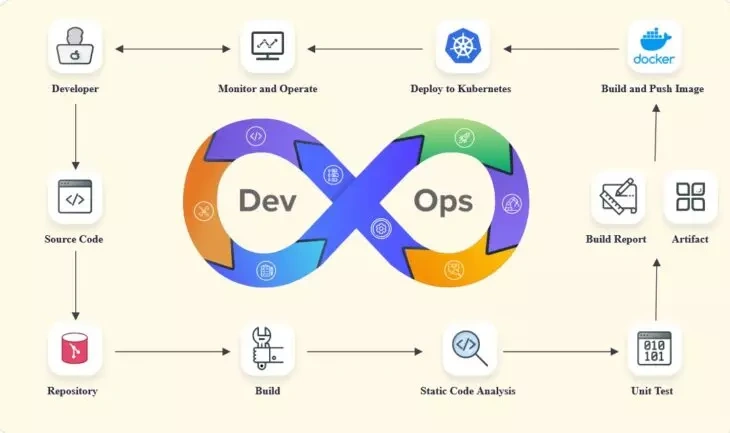 docker
Developer
Monitor and Operate
Deploy to Kubernetes
Build and Push Image
</>
Dev
Ops
</>
Source Code
Build Report
Artifact
</>
010
101
Repository
Build
Static Code Analysis
Unit Test